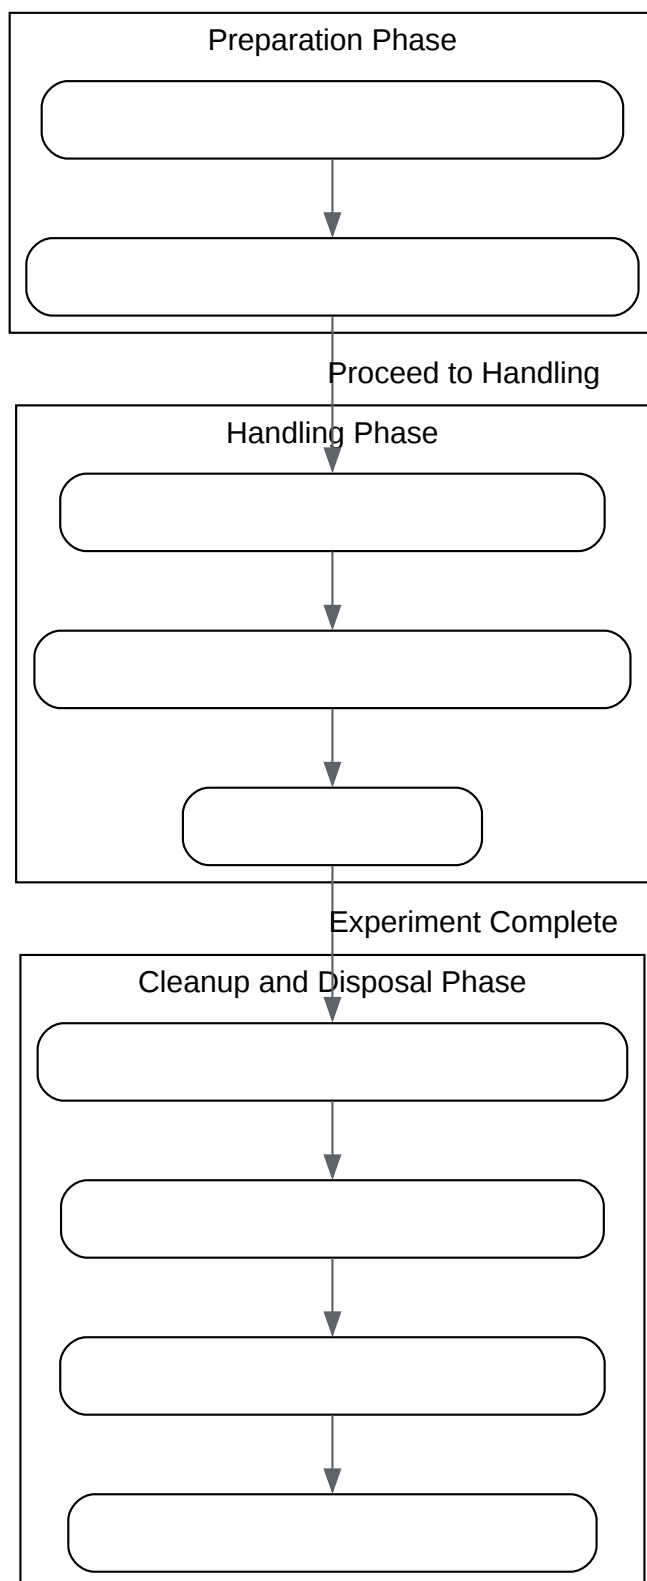 Preparation Phase
Proceed to Handling
Handling Phase
Experiment Complete
Cleanup and Disposal Phase